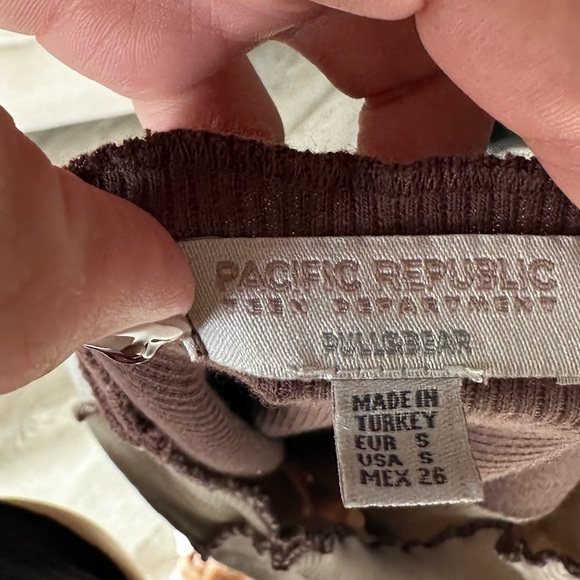 PACIFIC REPUBLIC
TEEN DEPARTMENT
PULL&BEAR
MADE IN
TURKEY
EUR S
USA S
MEX 26